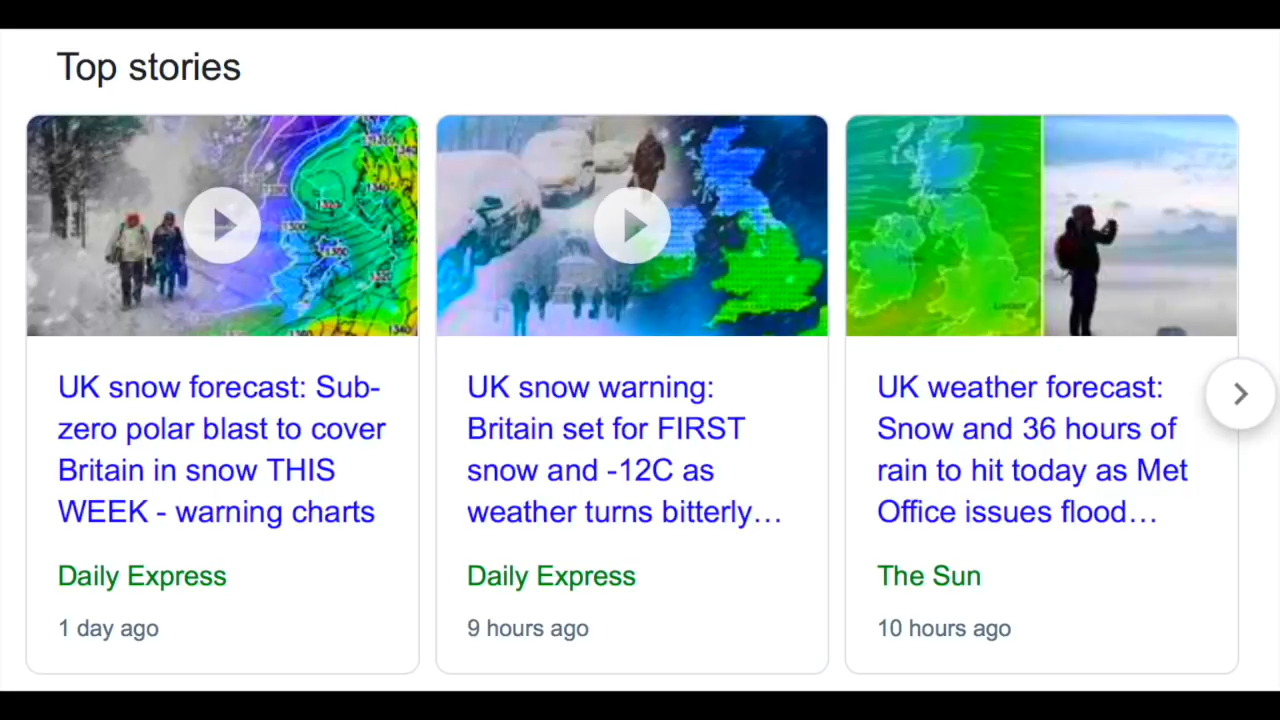 Top stories
UK snow forecast: Sub-
zero polar blast to cover
Britain in snow THIS
WEEK - warning charts
Daily Express
1 day ago
UK snow warning:
Britain set for FIRST
snow and -12C as
weather turns bitterly…
Daily Express
9 hours ago
UK weather forecast:
Snow and 36 hours of
rain to hit today as Met
Office issues flood…
The Sun
10 hours ago